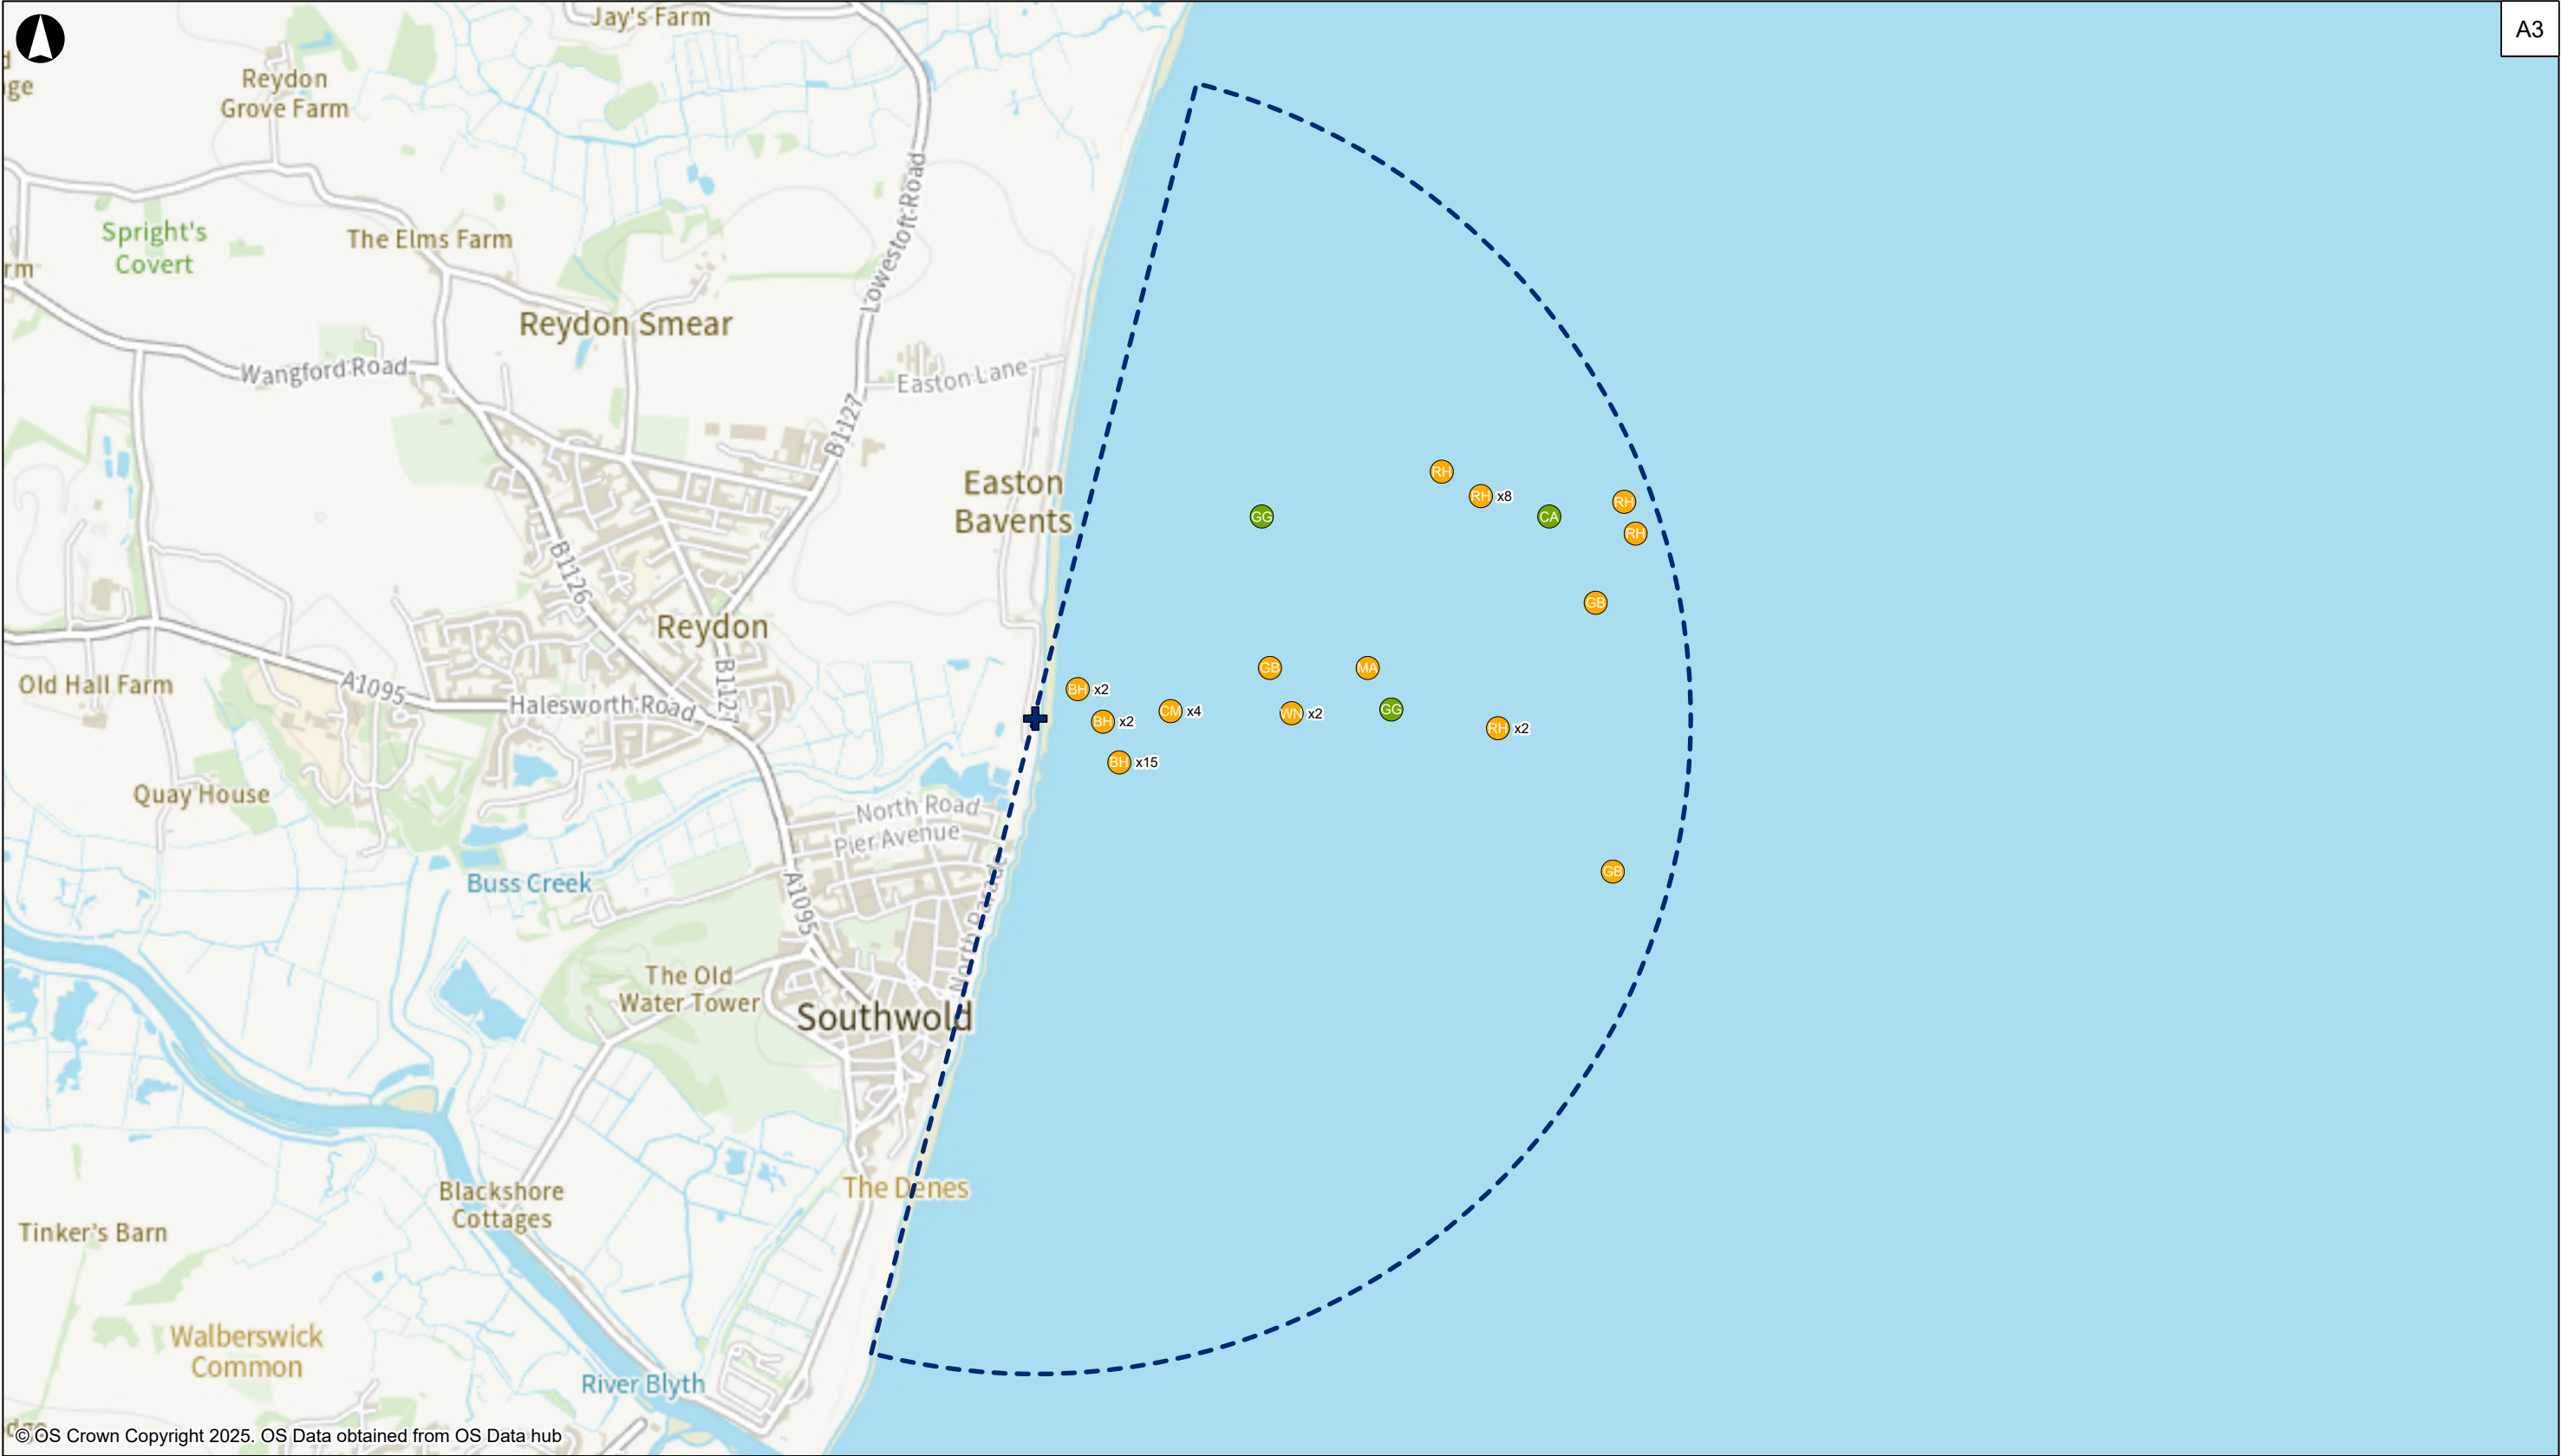 Jay's Farm
A3
ge
Reydon
Grove Farm
Spright's
Covert
The Elms Farm
rm
Lowestoft Road
Reydon Smear
Wangford Road
Easton Lane
B1127
Easton
Bavents
RH
RH x8
RH
GG
CA
RH
B1126
GB
Reydon
GB
MA
Old Hall Farm
A1095
Halesworth Road
B1127
BH x2
BH x2
CM x4
WN x2
GG
RH x2
BH x15
Quay House
North Road
Pier Avenue
Buss Creek
A1095
North Parade
GB
The Old
Water Tower
Southwold
The Denes
Blackshore
Cottages
Tinker's Barn
Walberswick
Common
River Blyth
© OS Crown Copyright 2025. OS Data obtained from OS Data hub